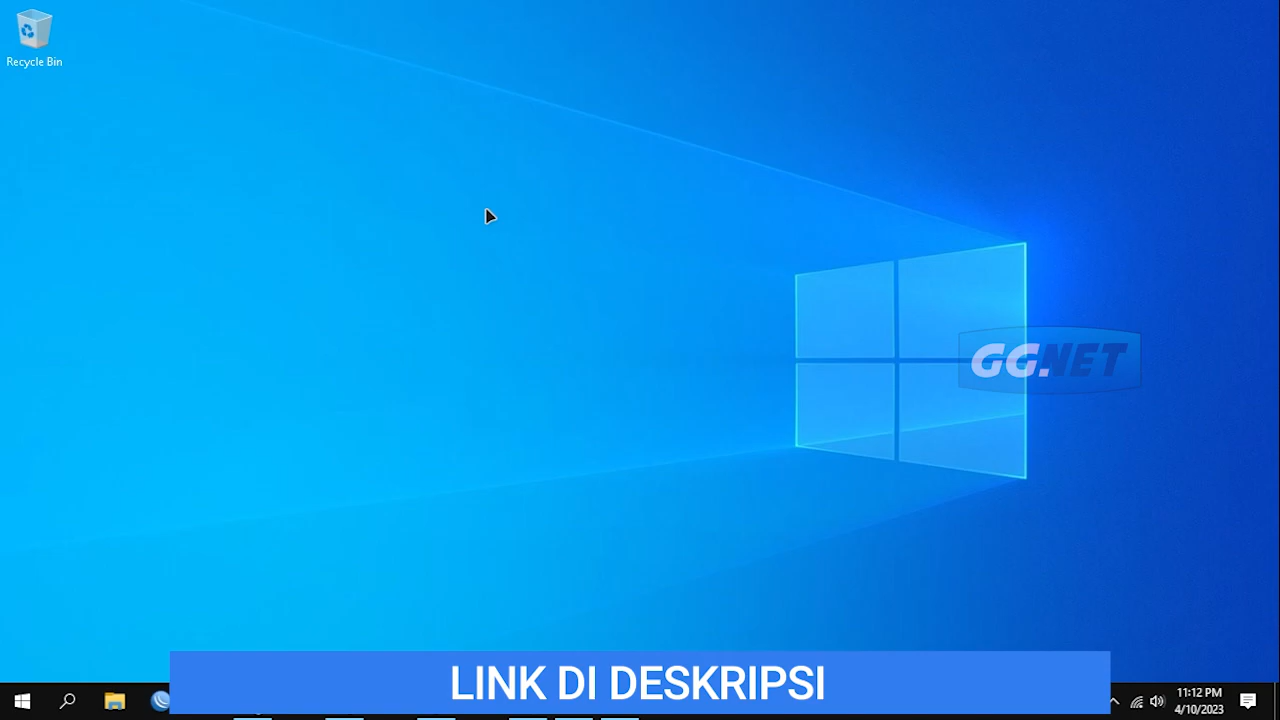 Recycle Bin
GG.NET
LINK DI DESKRIPSI
11:12 PM
4/10/2023